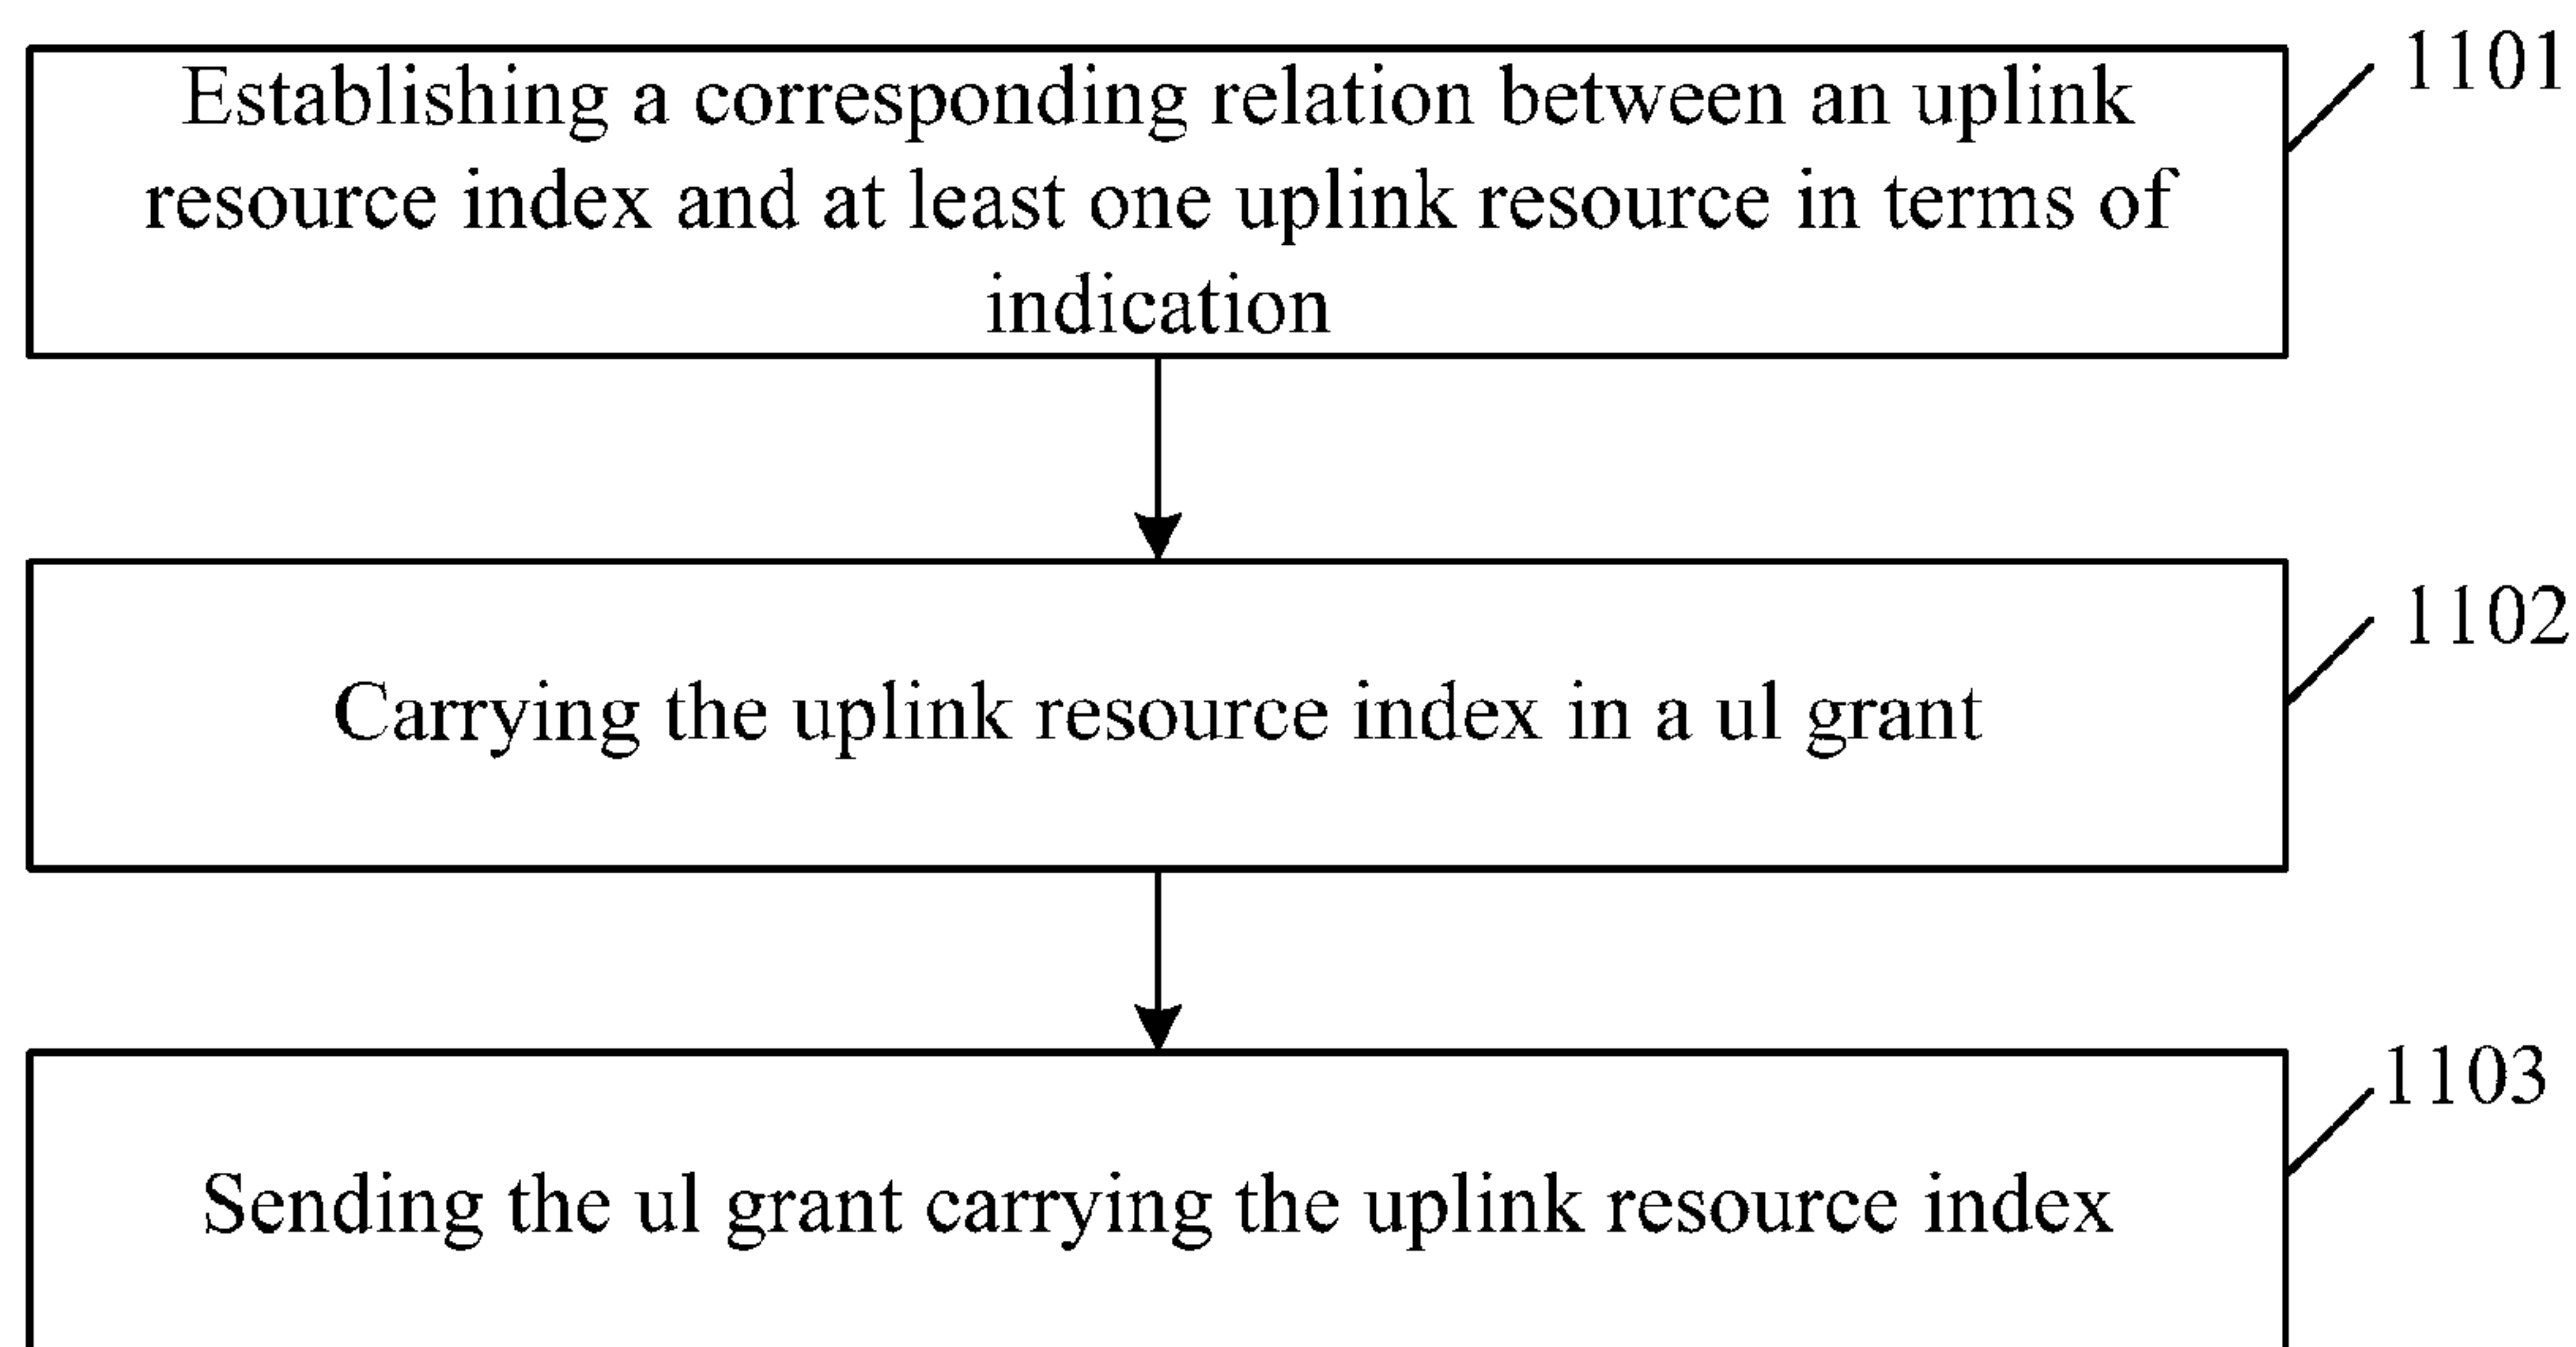 Establishing a corresponding relation between an uplink
resource index and at least one uplink resource in terms of
indication
1101
Carrying the uplink resource index in a ul grant
1102
Sending the ul grant carrying the uplink resource index
1103